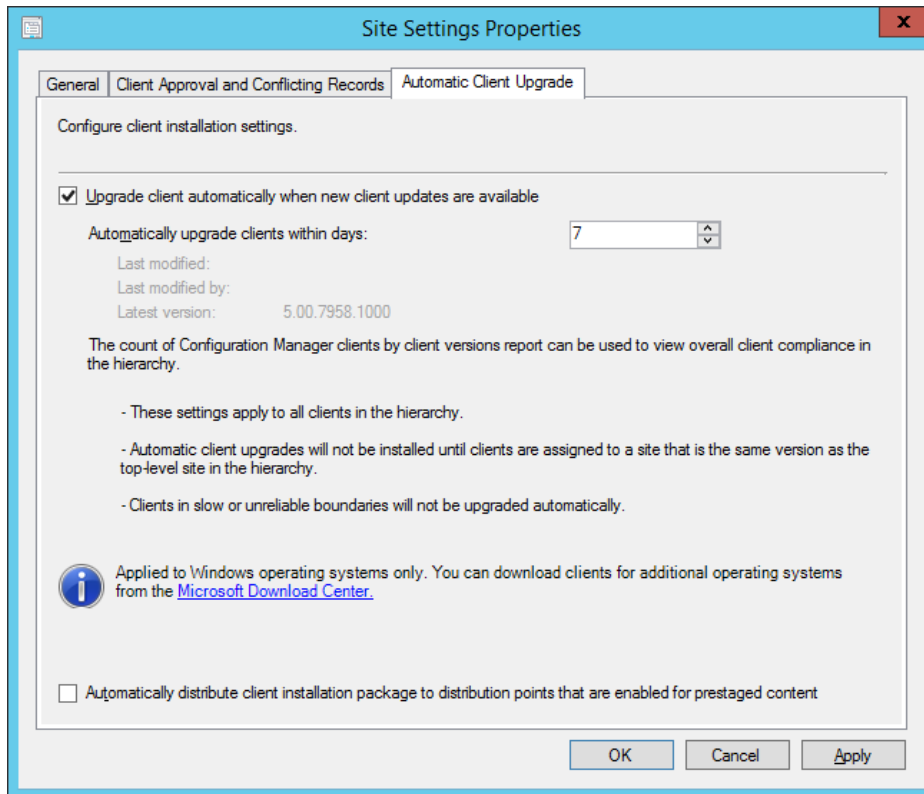 Site Settings Properties
x
General
Client Approval and Conflicting Records
Automatic Client Upgrade
Configure client installation settings.
Upgrade client automatically when new client updates are available
Automatically upgrade clients within days:
7
Last modified:
Last modified by:
Latest version: 5.00.7958.1000
The count of Configuration Manager clients by client versions report can be used to view overall client compliance in
the hierarchy.
- These settings apply to all clients in the hierarchy.
- Automatic client upgrades will not be installed until clients are assigned to a site that is the same version as the
top-level site in the hierarchy.
- Clients in slow or unreliable boundaries will not be upgraded automatically.
Applied to Windows operating systems only. You can download clients for additional operating systems
from the Microsoft Download Center.
Automatically distribute client installation package to distribution points that are enabled for prestaged content
OK
Cancel
Apply